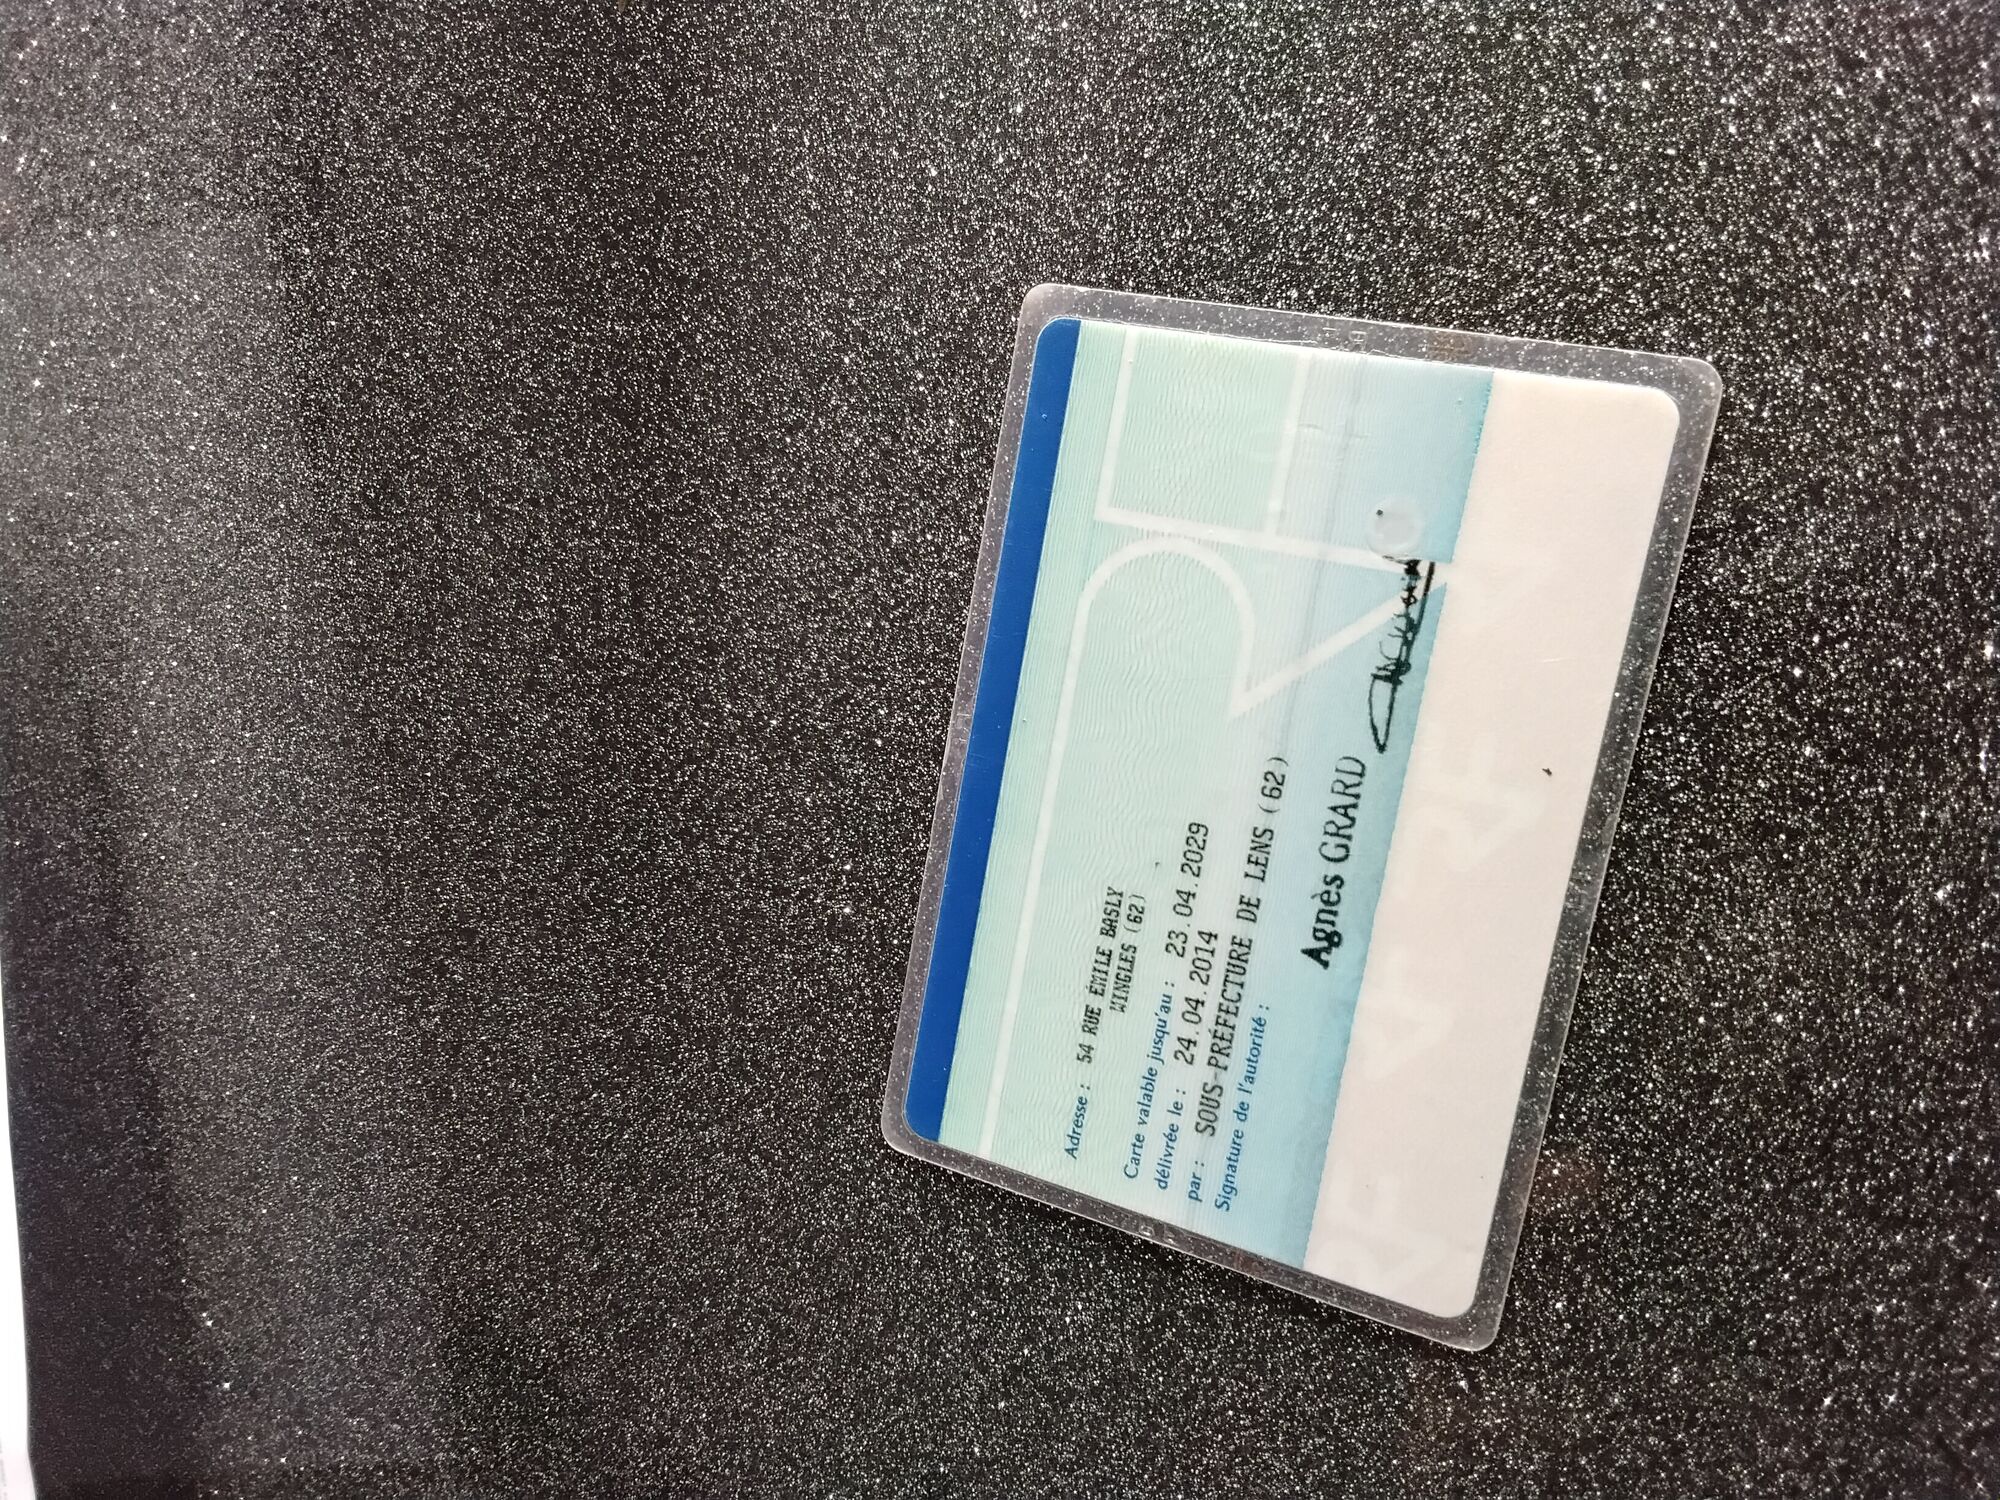 Adresse : 54 RUE ÉMILE BASLY
WINGLES (62)
Carte valable jusqu'au : 23.04.2029
délivrée le : 24.04.2014
par : SOUS-PRÉFECTURE DE LENS (62)
Signature de l'autorité :
Agnès GRARD